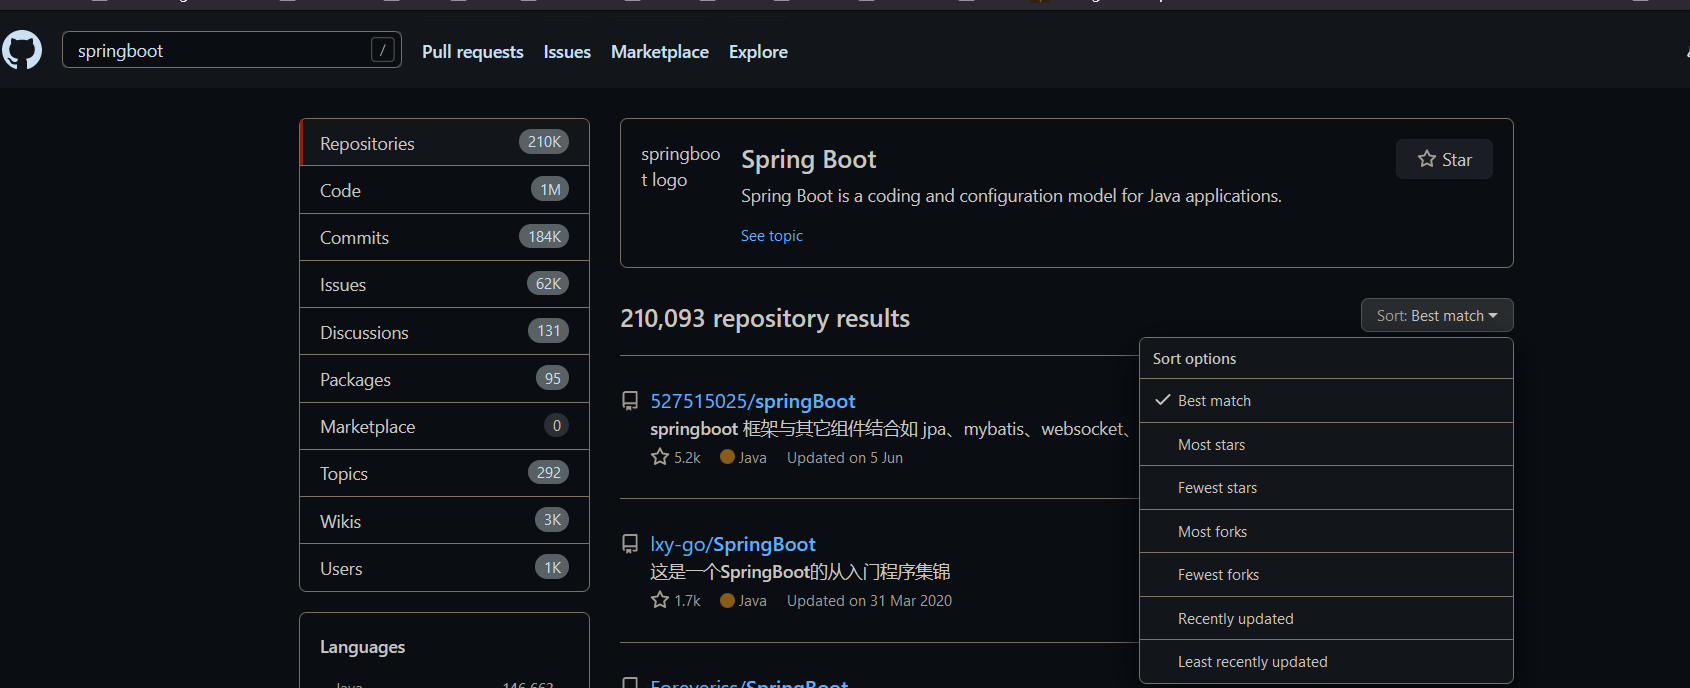 springboot /
Pull requests Issues Marketplace Explore
Repositories 210K
Code 1M
Commits 184K
Issues 62K
Discussions 131
Packages 95
Marketplace 0
Topics 292
Wikis 3K
Users 1K
Languages
Java 146,663
springboo
t logo
Spring Boot
Spring Boot is a coding and configuration model for Java applications.
See topic
Star
210,093 repository results
Sort: Best match
Sort options
Best match
Most stars
Fewest stars
Most forks
Fewest forks
Recently updated
Least recently updated
527515025/springBoot
springboot 框架与其它组件结合如 jpa、mybatis、websocket、
5.2k Java Updated on 5 Jun
lxy-go/SpringBoot
这是一个SpringBoot的从入门程序集锦
1.7k Java Updated on 31 Mar 2020
Foreveriss/SpringBoot